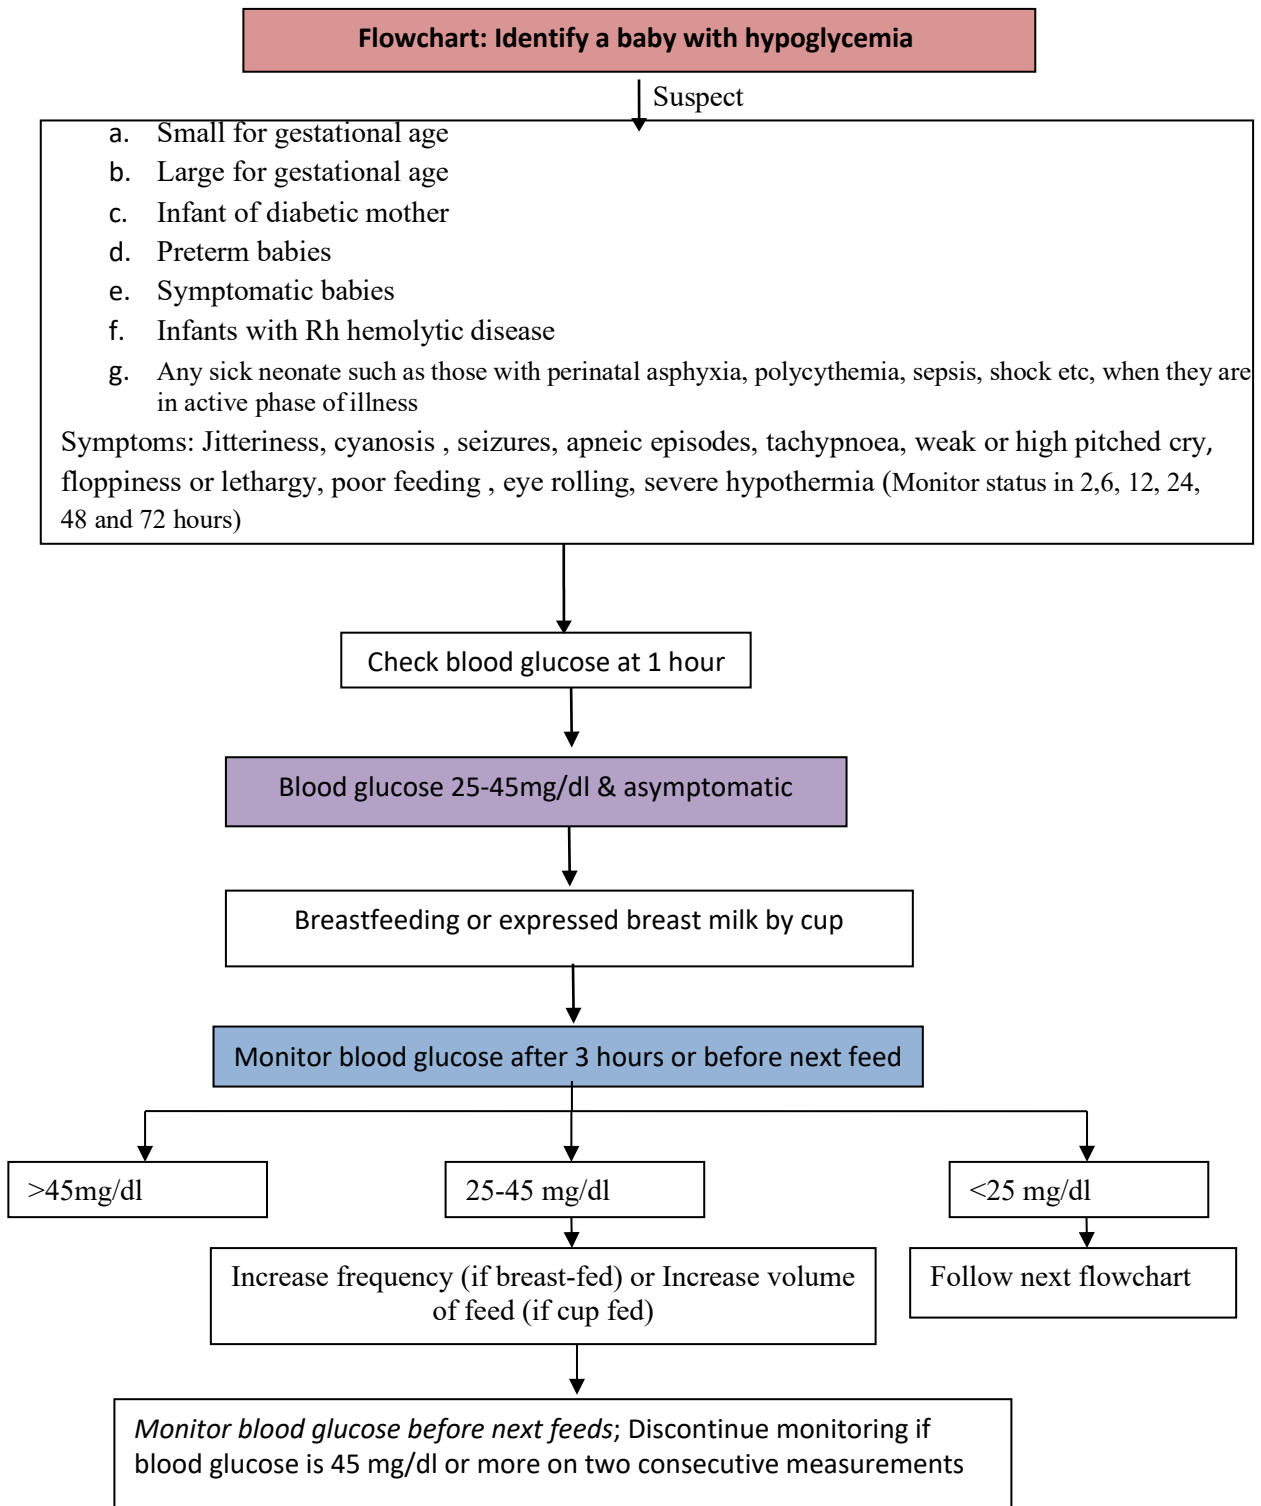 Flowchart: Identify a baby with hypoglycemia
Suspect
a. Small for gestational age
b. Large for gestational age
c. Infant of diabetic mother
d. Preterm babies
e. Symptomatic babies
f. Infants with Rh hemolytic disease
g. Any sick neonate such as those with perinatal asphyxia, polycythemia, sepsis, shock etc, when they are
in active phase of illness
Symptoms: Jitteriness, cyanosis , seizures, apneic episodes, tachypnoea, weak or high pitched cry,
floppiness or lethargy, poor feeding , eye rolling, severe hypothermia (Monitor status in 2,6, 12, 24,
48 and 72 hours)
Check blood glucose at 1 hour
Blood glucose 25-45mg/dl & asymptomatic
Breastfeeding or expressed breast milk by cup
Monitor blood glucose after 3 hours or before next feed
>45mg/dl
25-45 mg/dl
<25 mg/dl
Increase frequency (if breast-fed) or Increase volume
of feed (if cup fed)
Follow next flowchart
Monitor blood glucose before next feeds; Discontinue monitoring if
blood glucose is 45 mg/dl or more on two consecutive measurements